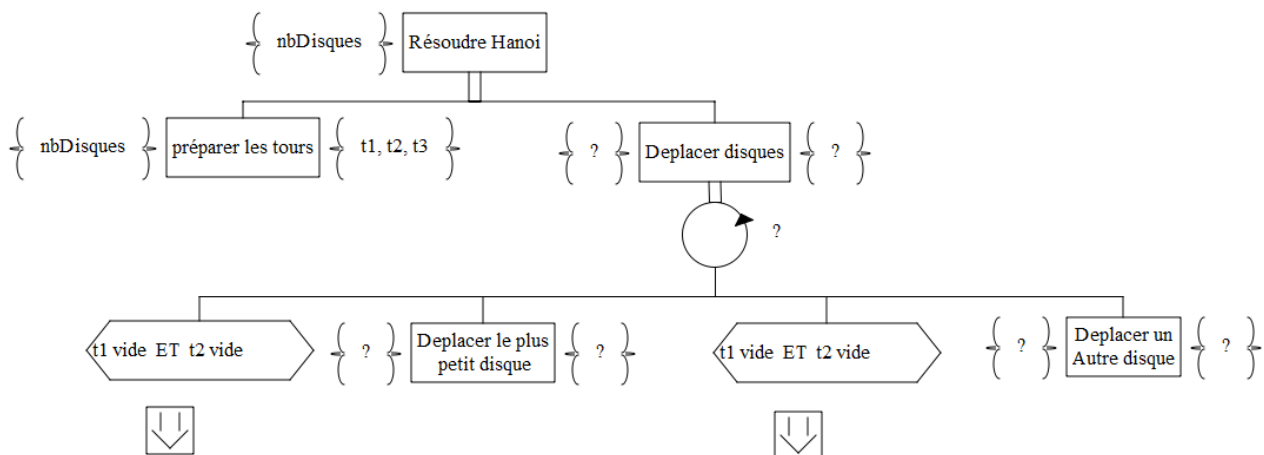 nbDisques
Résoudre Hanoi
nbDisques
préparer les tours
t1, t2, t3
?
Deplacer disques
?
?
t1 vide ET t2 vide
?
Deplacer le plus
petit disque
?
t1 vide ET t2 vide
?
Deplacer un
Autre disque
?